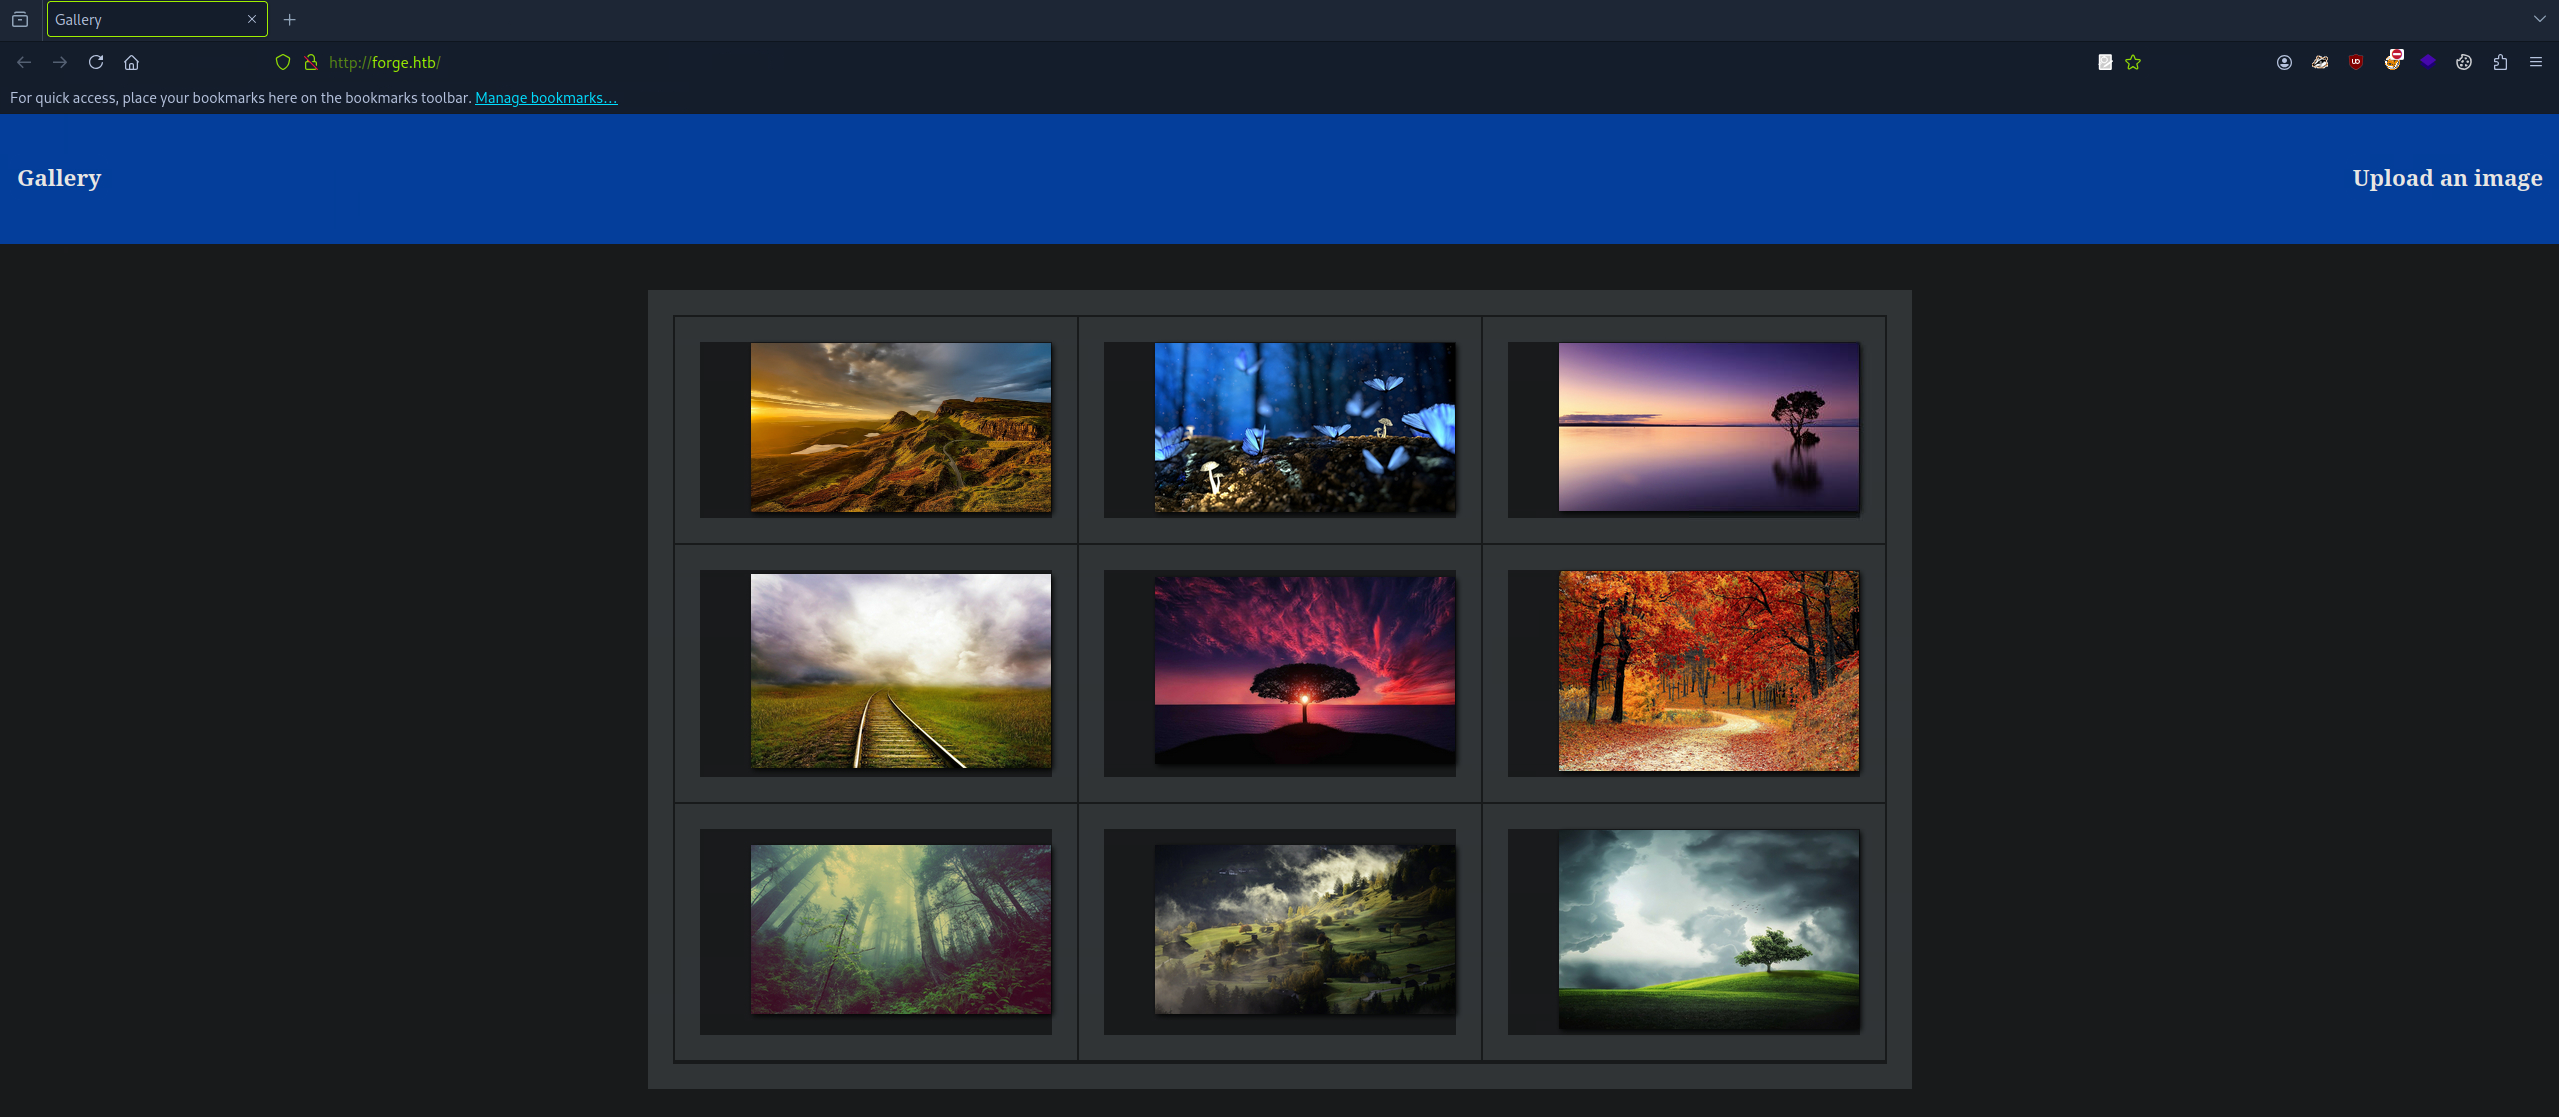 Gallery
http://forge.htb/
For quick access, place your bookmarks here on the bookmarks toolbar. Manage bookmarks...
Gallery
Upload an image